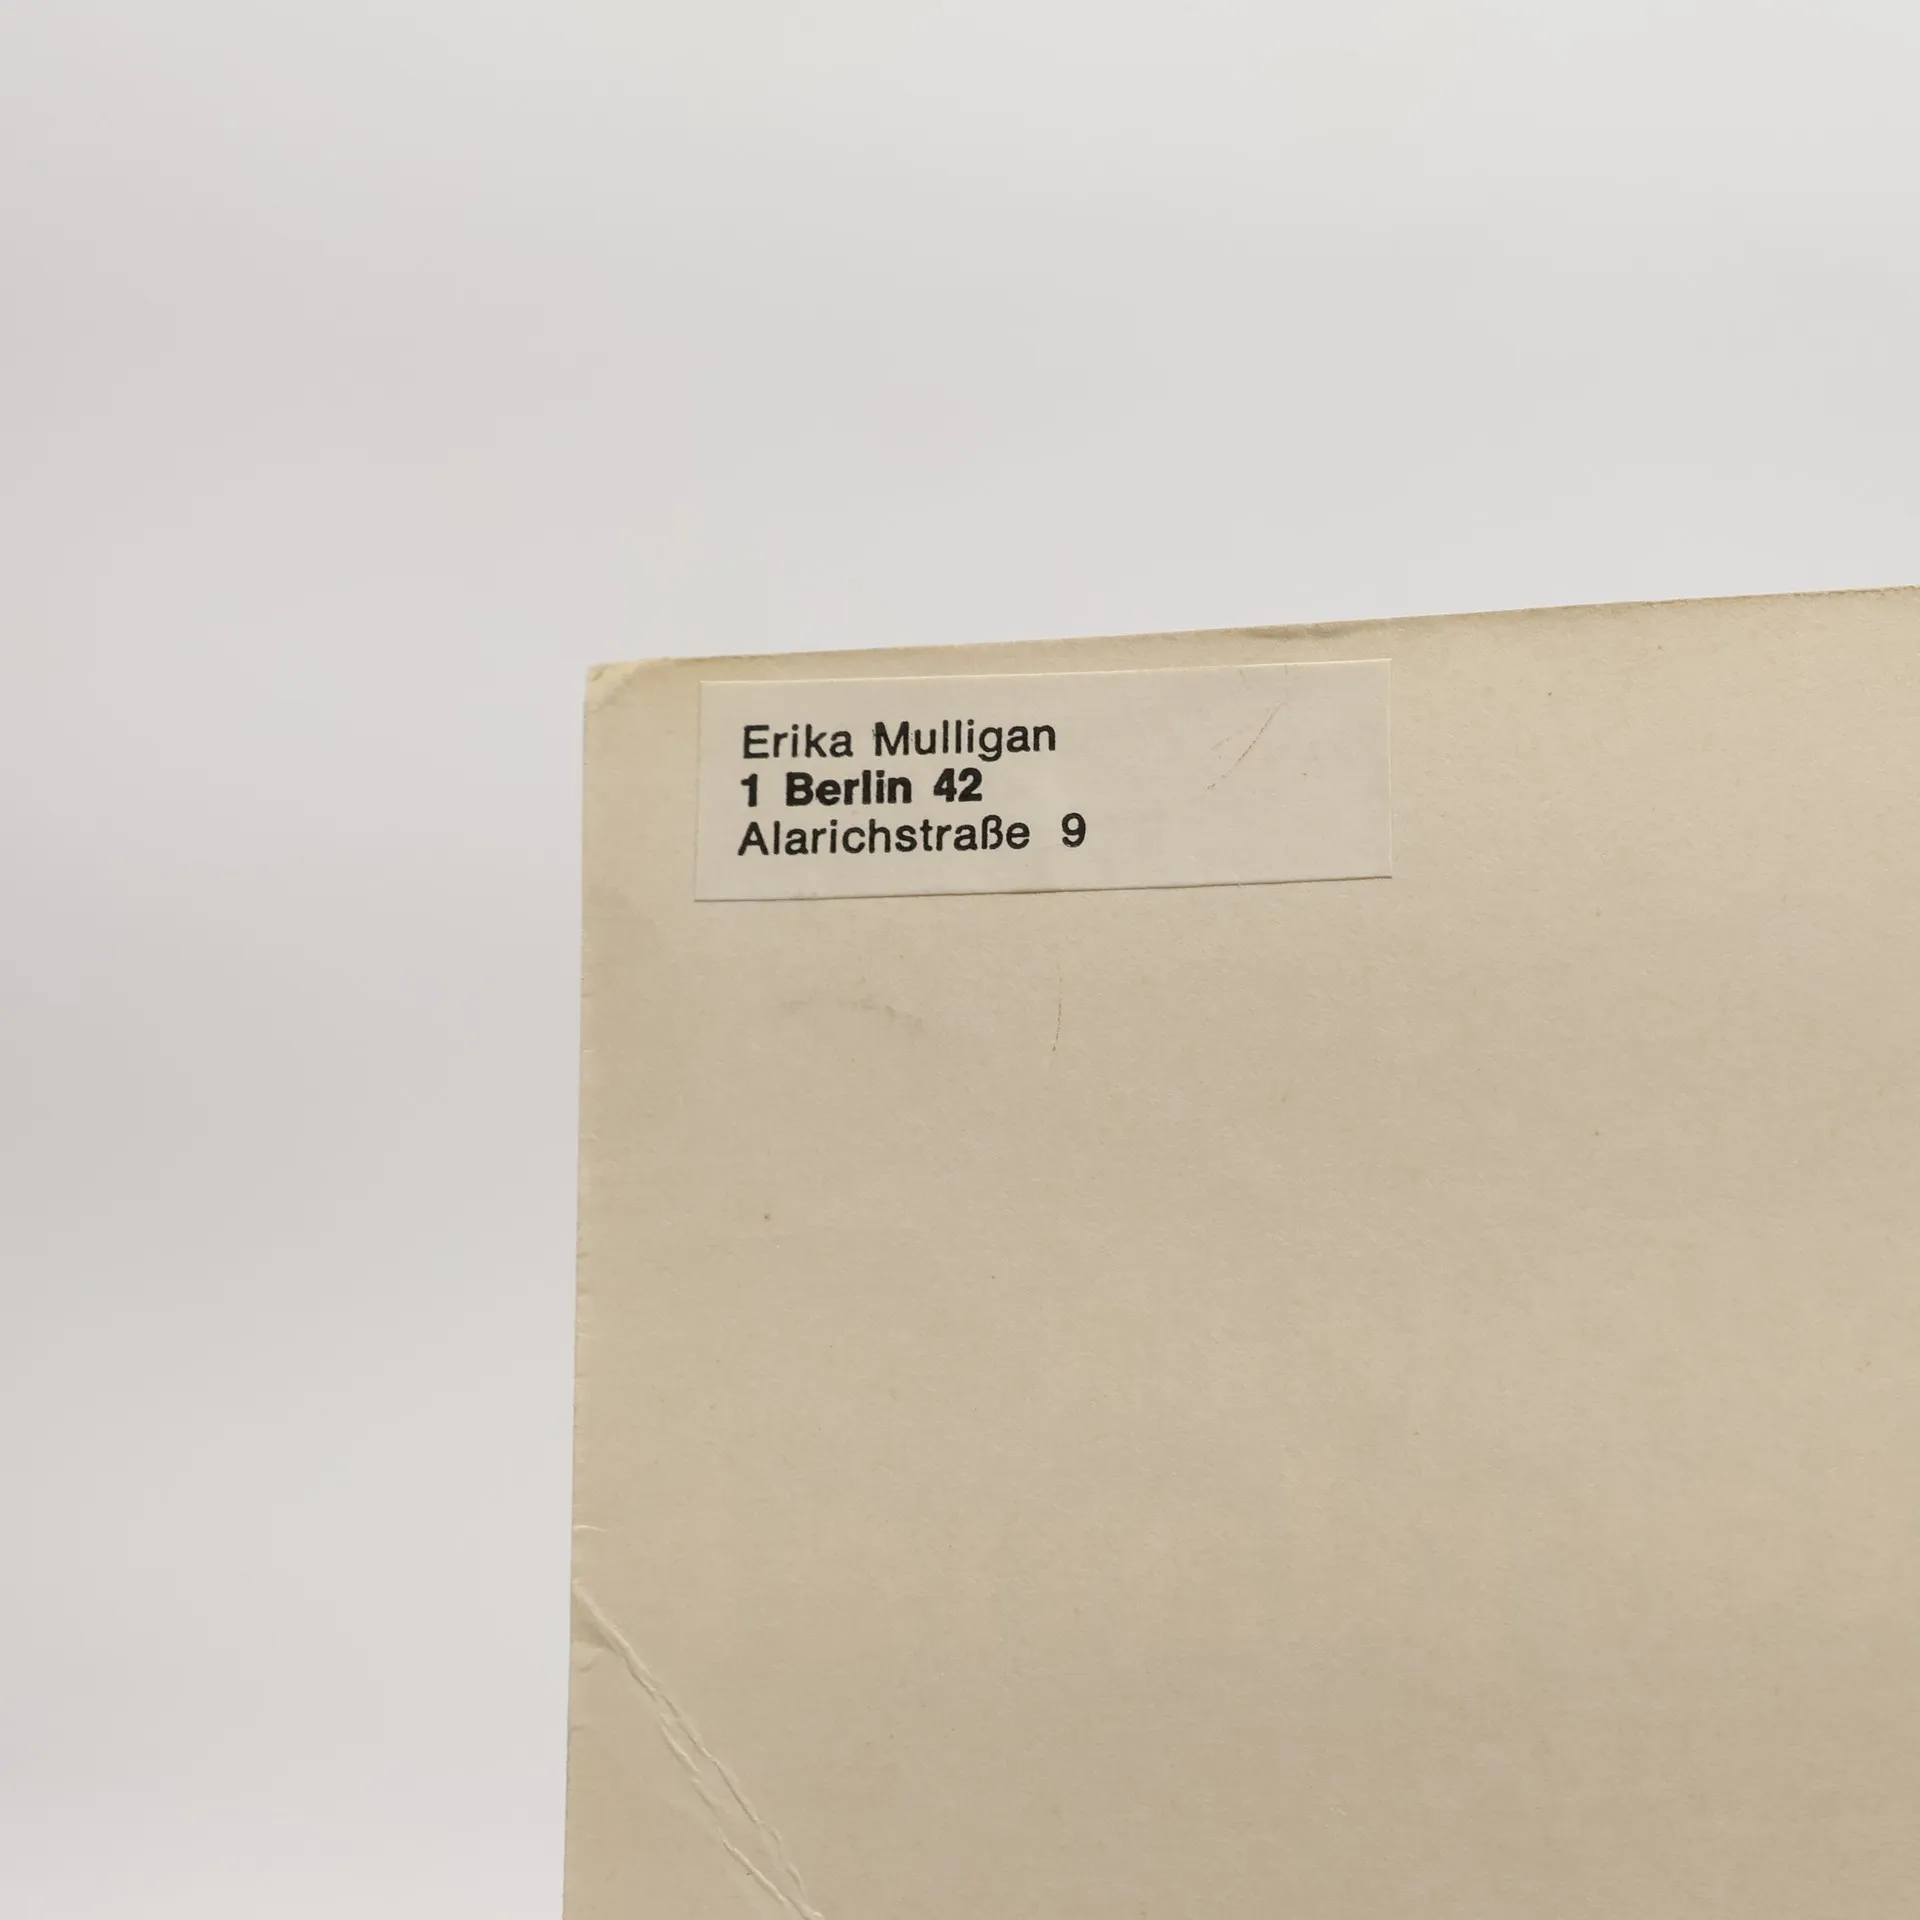 Erika Mulligan
1 Berlin 42
Alarichstraße 9